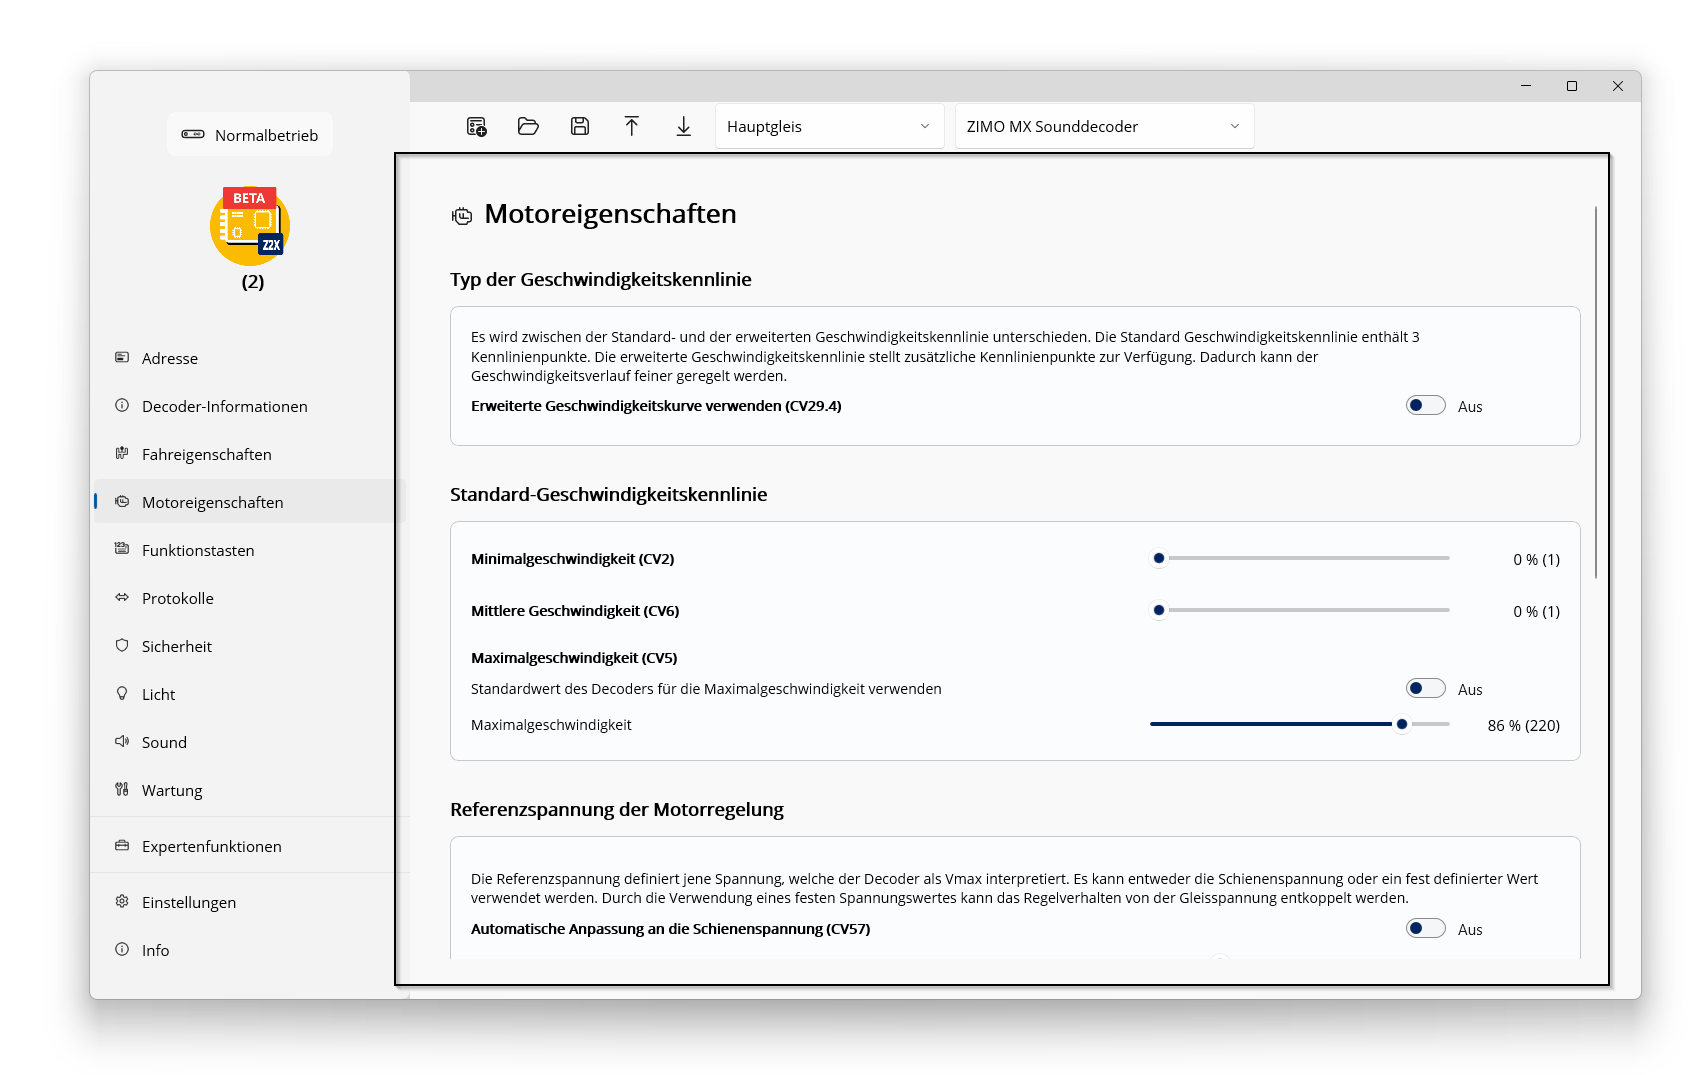 Normalbetrieb
BETA
Z2X
(2)
Adresse
Decoder-Informationen
Fahreigenschaften
Motoreigenschaften
Funktionstasten
Protokolle
Sicherheit
Licht
Sound
Wartung
Expertenfunktionen
Einstellungen
Info
Hauptgleis
ZIMO MX Sounddecoder
Motoreigenschaften
Typ der Geschwindigkeitskennlinie
Es wird zwischen der Standard- und der erweiterten Geschwindigkeitskennlinie unterschieden. Die Standard Geschwindigkeitskennlinie enthält 3
Kennlinienpunkte. Die erweiterte Geschwindigkeitskennlinie stellt zusätzliche Kennlinienpunkte zur Verfügung. Dadurch kann der
Geschwindigkeitsverlauf feiner geregelt werden.
Erweiterte Geschwindigkeitskurve verwenden (CV29.4) Aus
Standard-Geschwindigkeitskennlinie
Minimalgeschwindigkeit (CV2) 0 % (1)
Mittlere Geschwindigkeit (CV6) 0 % (1)
Maximalgeschwindigkeit (CV5)
Standardwert des Decoders für die Maximalgeschwindigkeit verwenden Aus
Maximalgeschwindigkeit 86 % (220)
Referenzspannung der Motorregelung
Die Referenzspannung definiert jene Spannung, welche der Decoder als Vmax interpretiert. Es kann entweder die Schienenspannung oder ein fest definierter Wert
verwendet werden. Durch die Verwendung eines festen Spannungswertes kann das Regelverhalten von der Gleisspannung entkoppelt werden.
Automatische Anpassung an die Schienenspannung (CV57) Aus